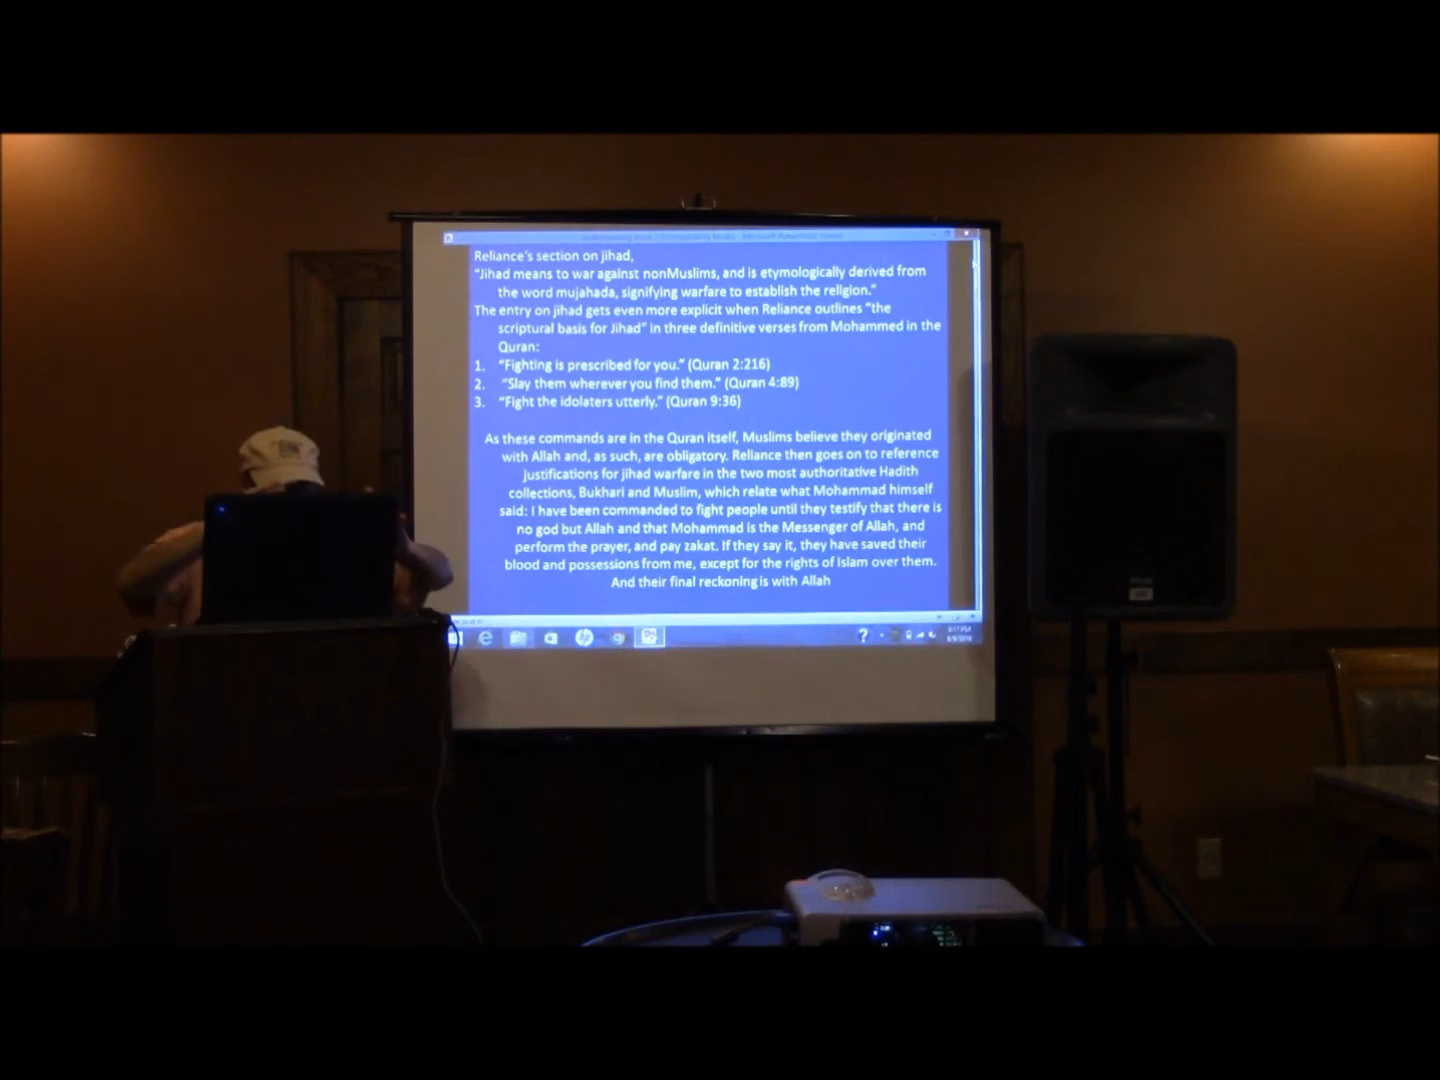 Reliance's section on jihad,
"Jihad means to war against nonMuslims, and is etymologically derived from
the word mujahada, signifying warfare to establish the religion."
The entry on jihad gets even more explicit when Reliance outlines "the
scriptural basis for Jihad" in three definitive verses from Mohammed in the
Quran:
1. "Fighting is prescribed for you." (Quran 2:216)
2. "Slay them wherever you find them." (Quran 4:89)
3. "Fight the idolaters utterly." (Quran 9:36)
As these commands are in the Quran itself, Muslims believe they originated
with Allah and, as such, are obligatory. Reliance then goes on to reference
justifications for jihad warfare in the two most authoritative Hadith
collections, Bukhari and Muslim, which relate what Mohammad himself
said: I have been commanded to fight people until they testify that there is
no god but Allah and that Mohammad is the Messenger of Allah, and
perform the prayer, and pay zakat. If they say it, they have saved their
blood and possessions from me, except for the rights of Islam over them.
And their final reckoning is with Allah